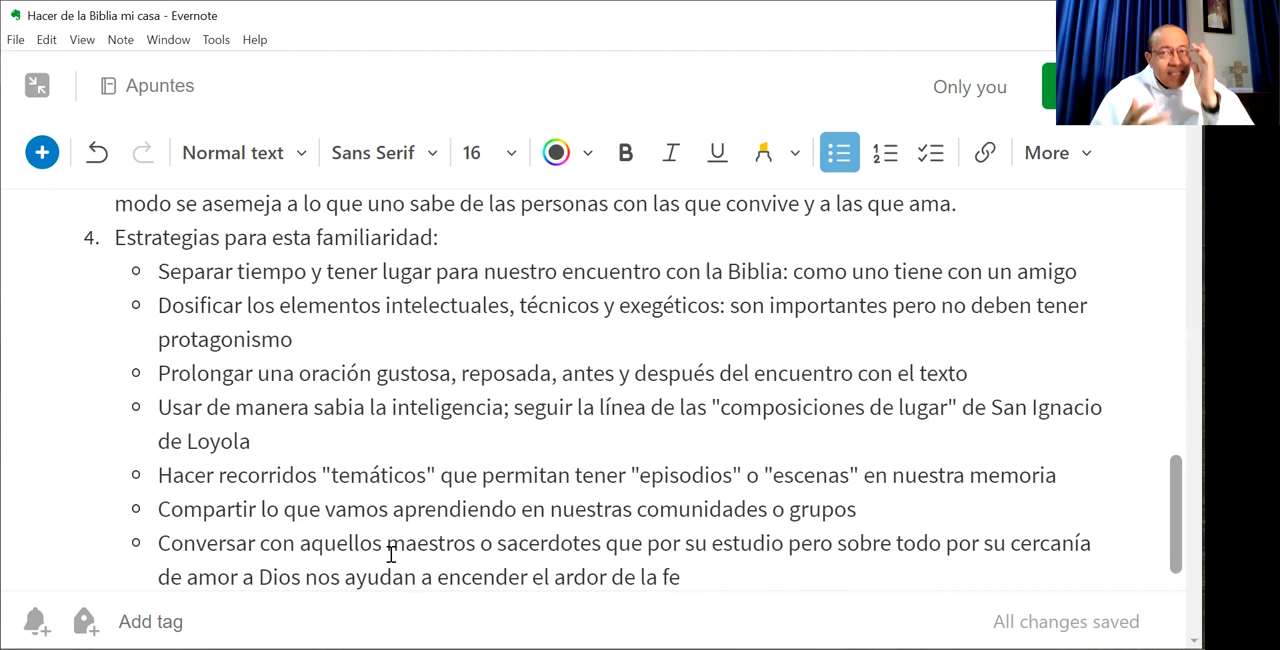 Hacer de la Biblia mi casa - Evernote
File Edit View Note Window Tools Help
Apuntes
Only you
Normal text Sans Serif 16 B I U More
modo se asemeja a lo que uno sabe de las personas con las que convive y a las que ama.
4. Estrategias para esta familiaridad:
Separar tiempo y tener lugar para nuestro encuentro con la Biblia: como uno tiene con un amigo
Dosificar los elementos intelectuales, técnicos y exegéticos: son importantes pero no deben tener
protagonismo
Prolongar una oración gustosa, reposada, antes y después del encuentro con el texto
Usar de manera sabia la inteligencia; seguir la línea de las "composiciones de lugar" de San Ignacio
de Loyola
Hacer recorridos "temáticos" que permitan tener "episodios" o "escenas" en nuestra memoria
Compartir lo que vamos aprendiendo en nuestras comunidades o grupos
Conversar con aquellos maestros o sacerdotes que por su estudio pero sobre todo por su cercanía
de amor a Dios nos ayudan a encender el ardor de la fe
Add tag
All changes saved